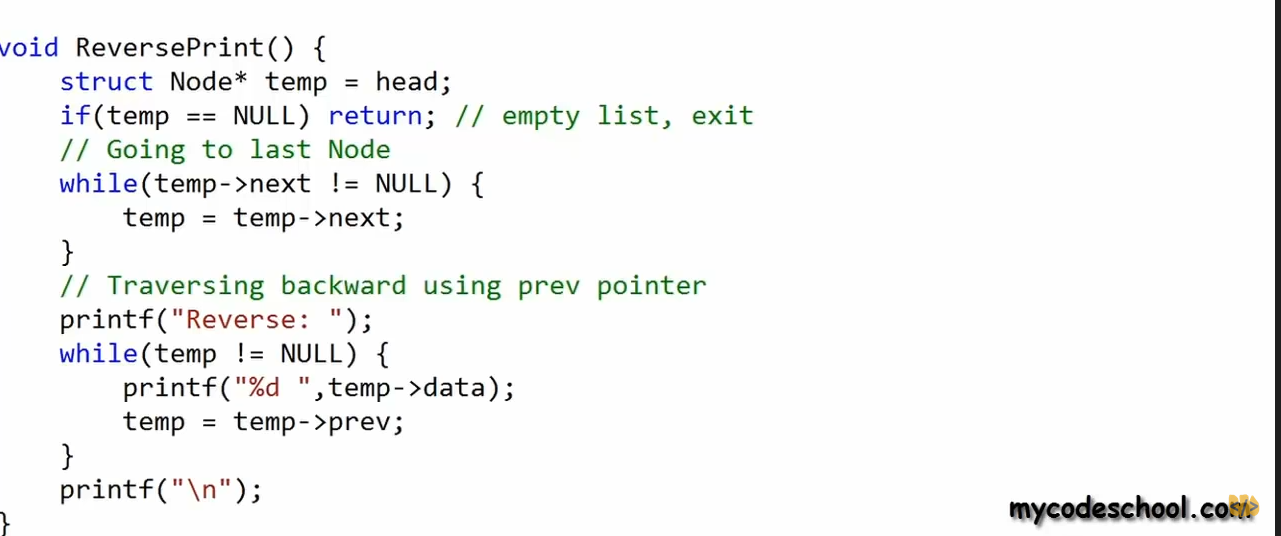 void ReversePrint() {
    struct Node* temp = head;
    if(temp == NULL) return; // empty list, exit
    // Going to last Node
    while(temp->next != NULL) {
        temp = temp->next;
    }
    // Traversing backward using prev pointer
    printf("Reverse: ");
    while(temp != NULL) {
        printf("%d ",temp->data);
        temp = temp->prev;
    }
    printf("\n");
}
mycodeschool.com